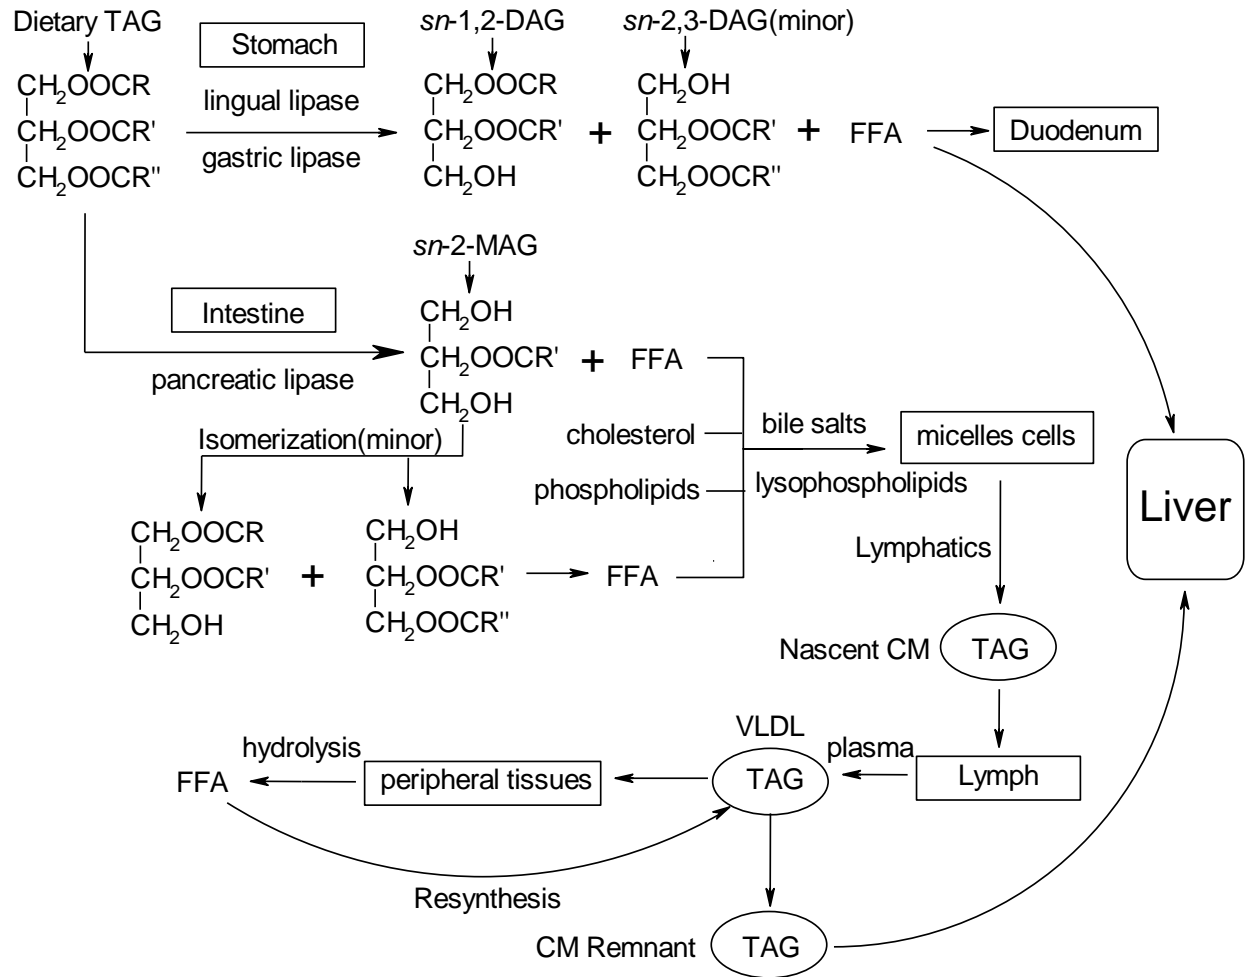 Dietary TAG
Stomach
sn-1,2-DAG
sn-2,3-DAG(minor)
CH2OOCR
CH2OOCR'
CH2OOCR"
lingual lipase
gastric lipase
CH2OOCR
CH2OOCR'
CH2OH
+
CH2OH
CH2OOCR'
CH2OOCR"
+
FFA
Duodenum
sn-2-MAG
Intestine
pancreatic lipase
CH2OH
CH2OOCR'
CH2OH
+
FFA
Isomerization(minor)
cholesterol
phospholipids
bile salts
lysophospholipids
micelles cells
Liver
CH2OOCR
CH2OOCR'
CH2OH
+
CH2OH
CH2OOCR'
CH2OOCR"
FFA
Lymphatics
Nascent CM
TAG
VLDL
hydrolysis
plasma
FFA
peripheral tissues
TAG
Lymph
Resynthesis
CM Remnant
TAG